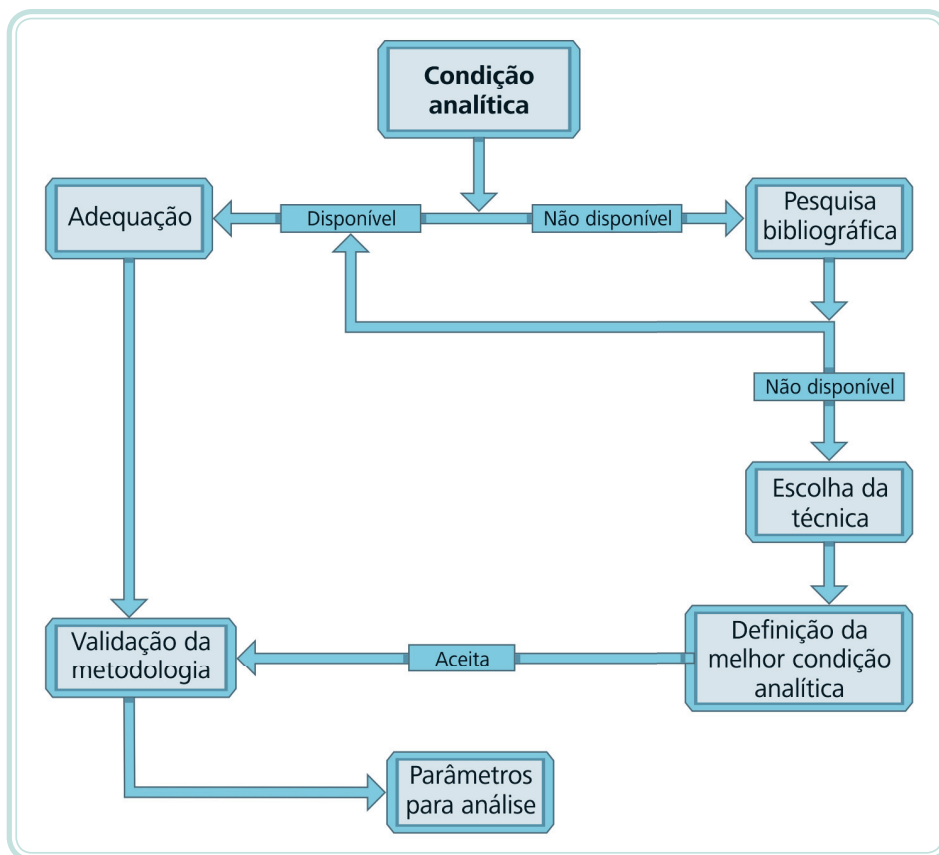 Condição
analítica
Adequação
Disponível
Não disponível
Pesquisa
bibliográfica
Não disponível
Escolha da
técnica
Validação da
metodologia
Aceita
Definição da
melhor condição
analítica
Parâmetros
para análise